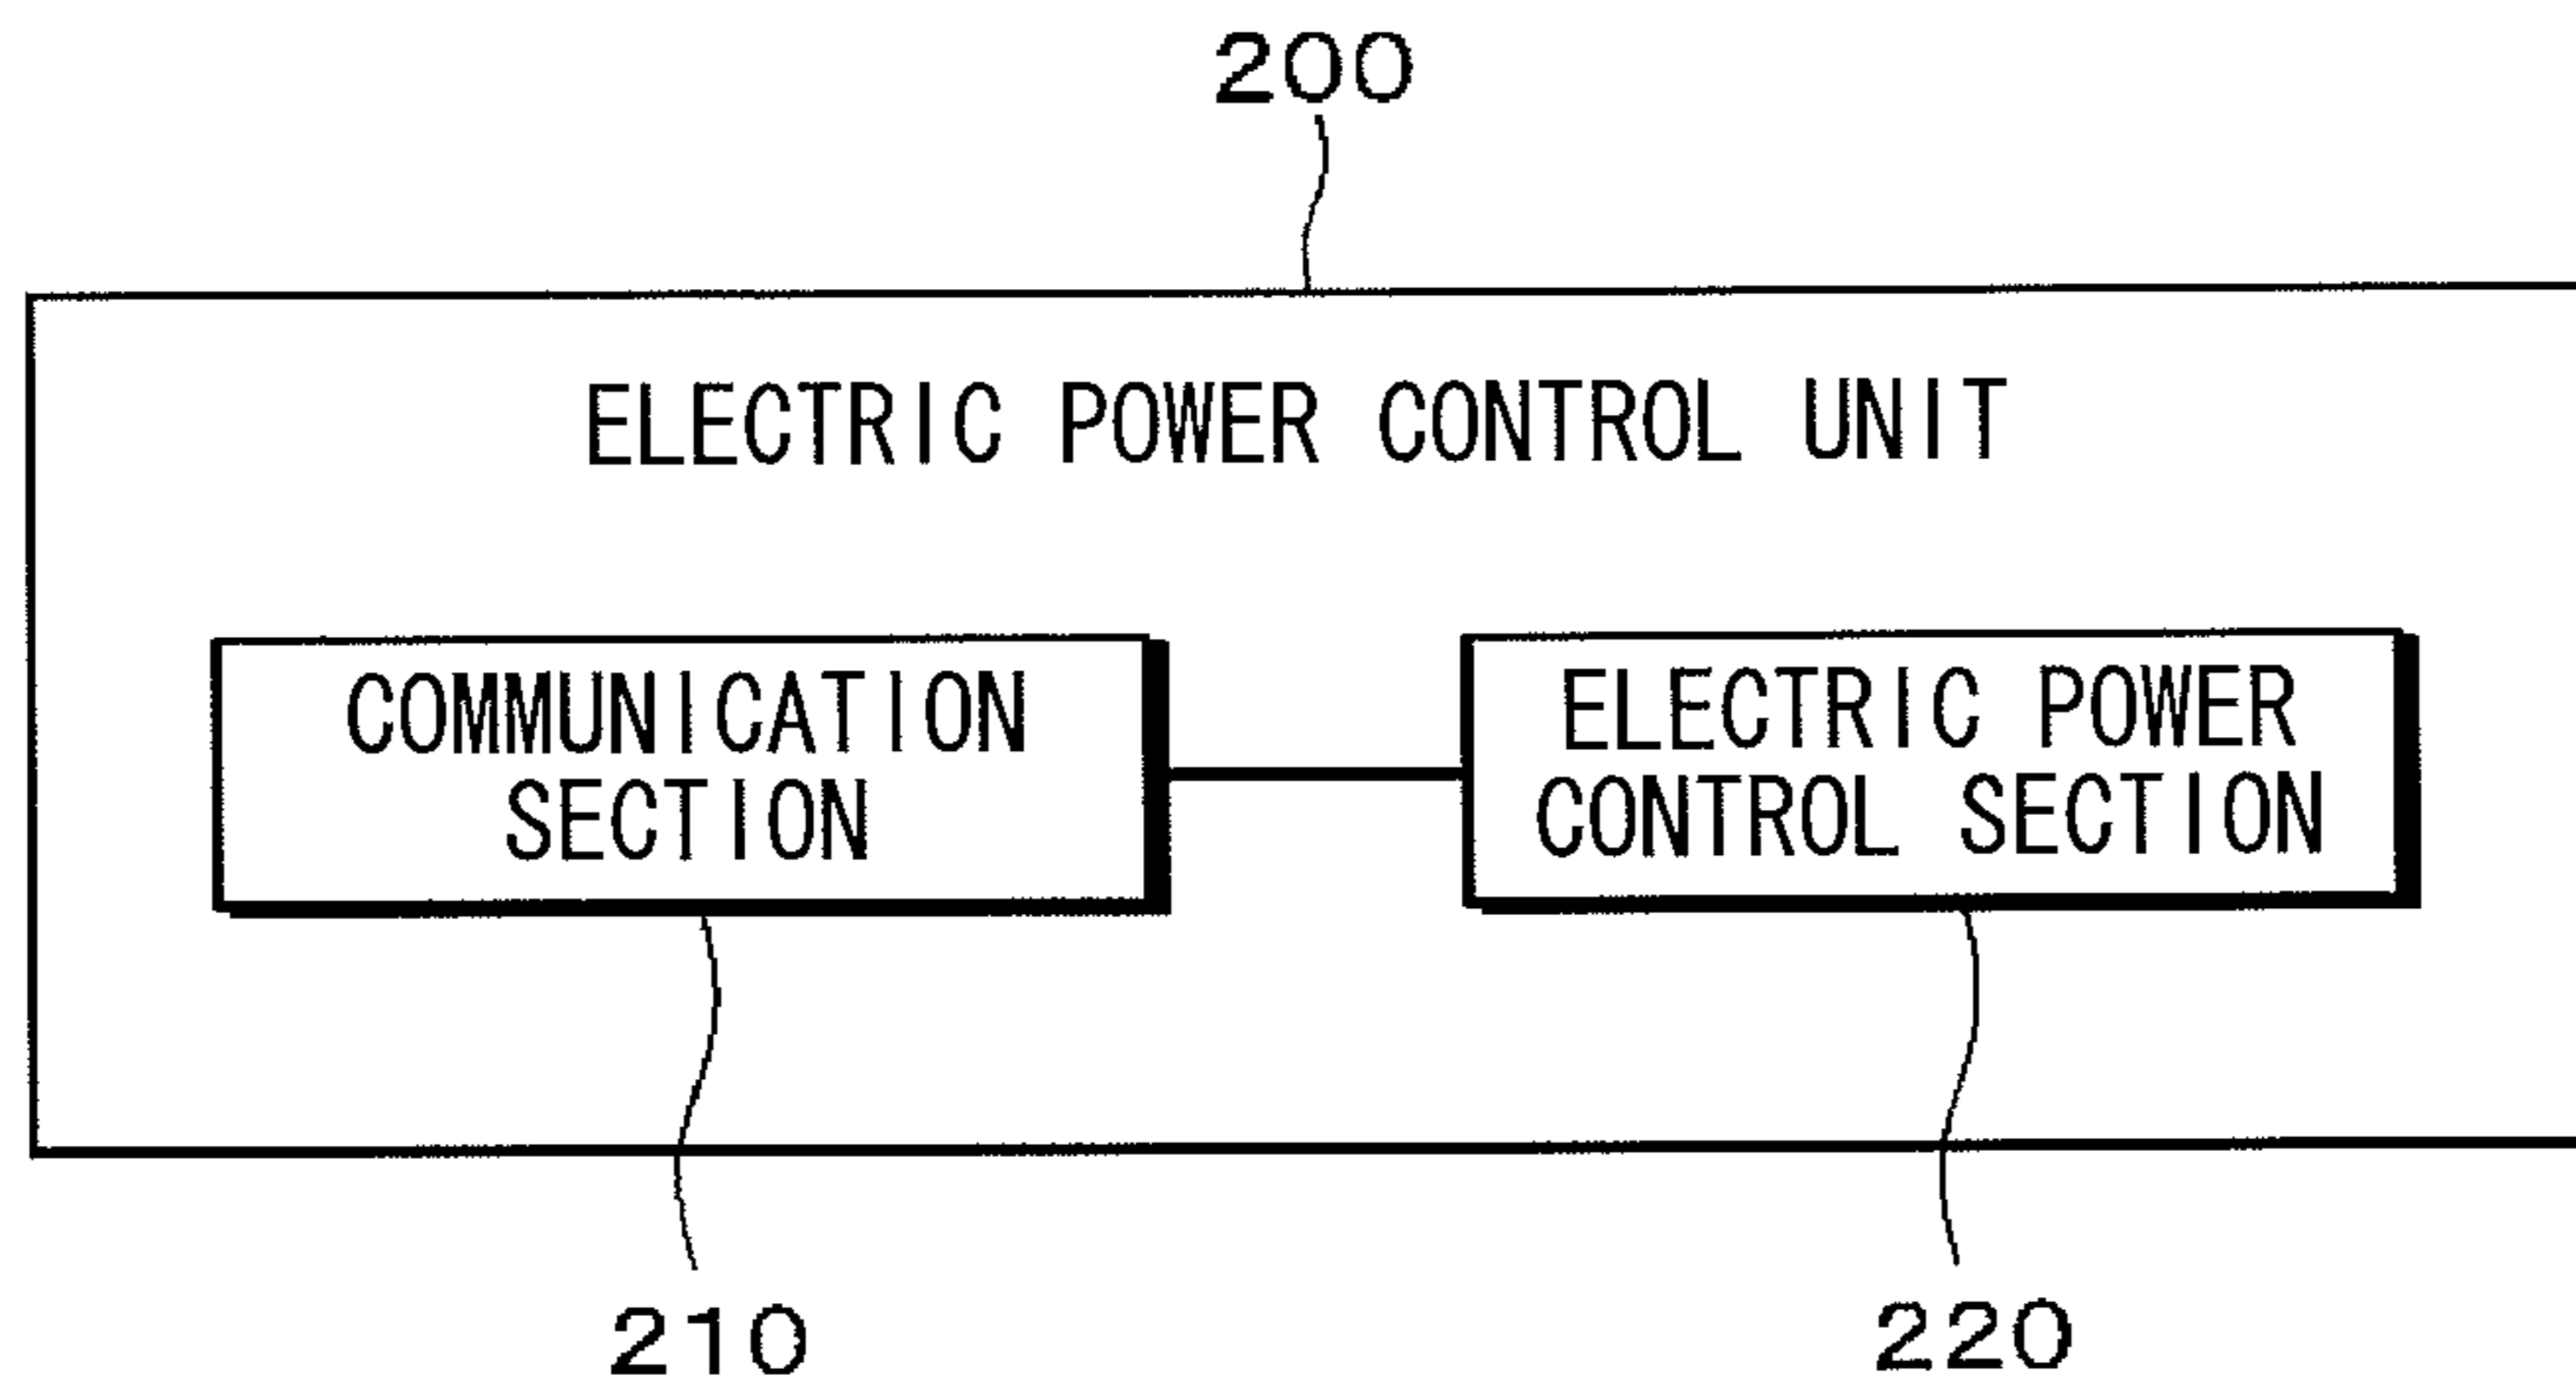 200
ELECTRIC POWER CONTROL UNIT
COMMUNICATION
SECTION
ELECTRIC POWER
CONTROL SECTION
210
220